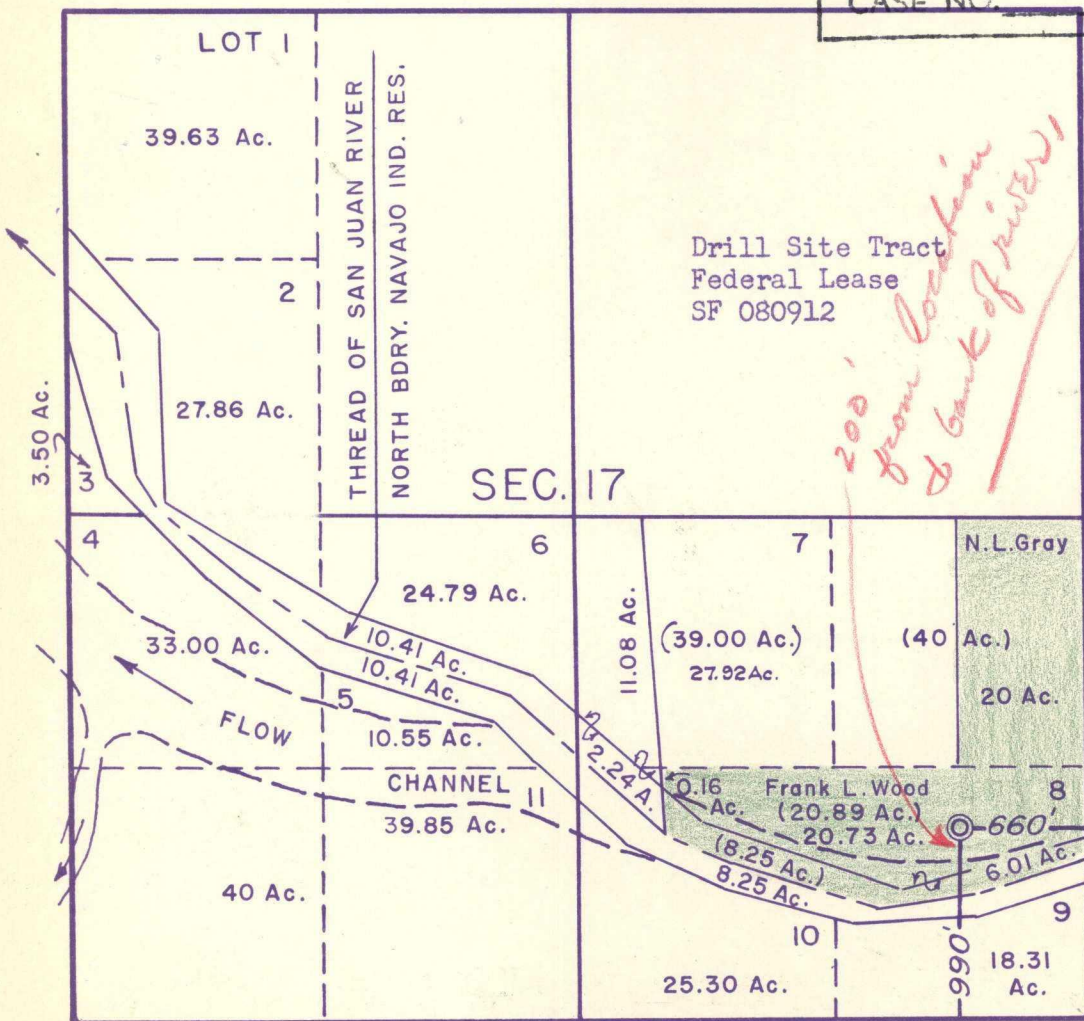 CASE NO.
LOT 1
39.63 Ac.
2
27.86 Ac.
3.50 Ac.
3
THREAD OF SAN JUAN RIVER
NORTH BDRY. NAVAJO IND. RES.
Drill Site Tract
Federal Lease
SF 080912
200'
from location
to bank of river
SEC. 17
4
33.00 Ac.
FLOW
5
10.55 Ac.
6
24.79 Ac.
10.41 Ac.
10.41 Ac.
11.08 Ac.
7
(39.00 Ac.)
27.92 Ac.
N.L. Gray
(40 Ac.)
20 Ac.
CHANNEL
11
39.85 Ac.
40 Ac.
2.24 A.
0.16
Ac.
Frank L. Wood
(20.89 Ac.)
20.73 Ac.
(8.25 Ac.)
8.25 Ac.
8
660'
6.01 Ac.
9
10
25.30 Ac.
990'
18.31
Ac.